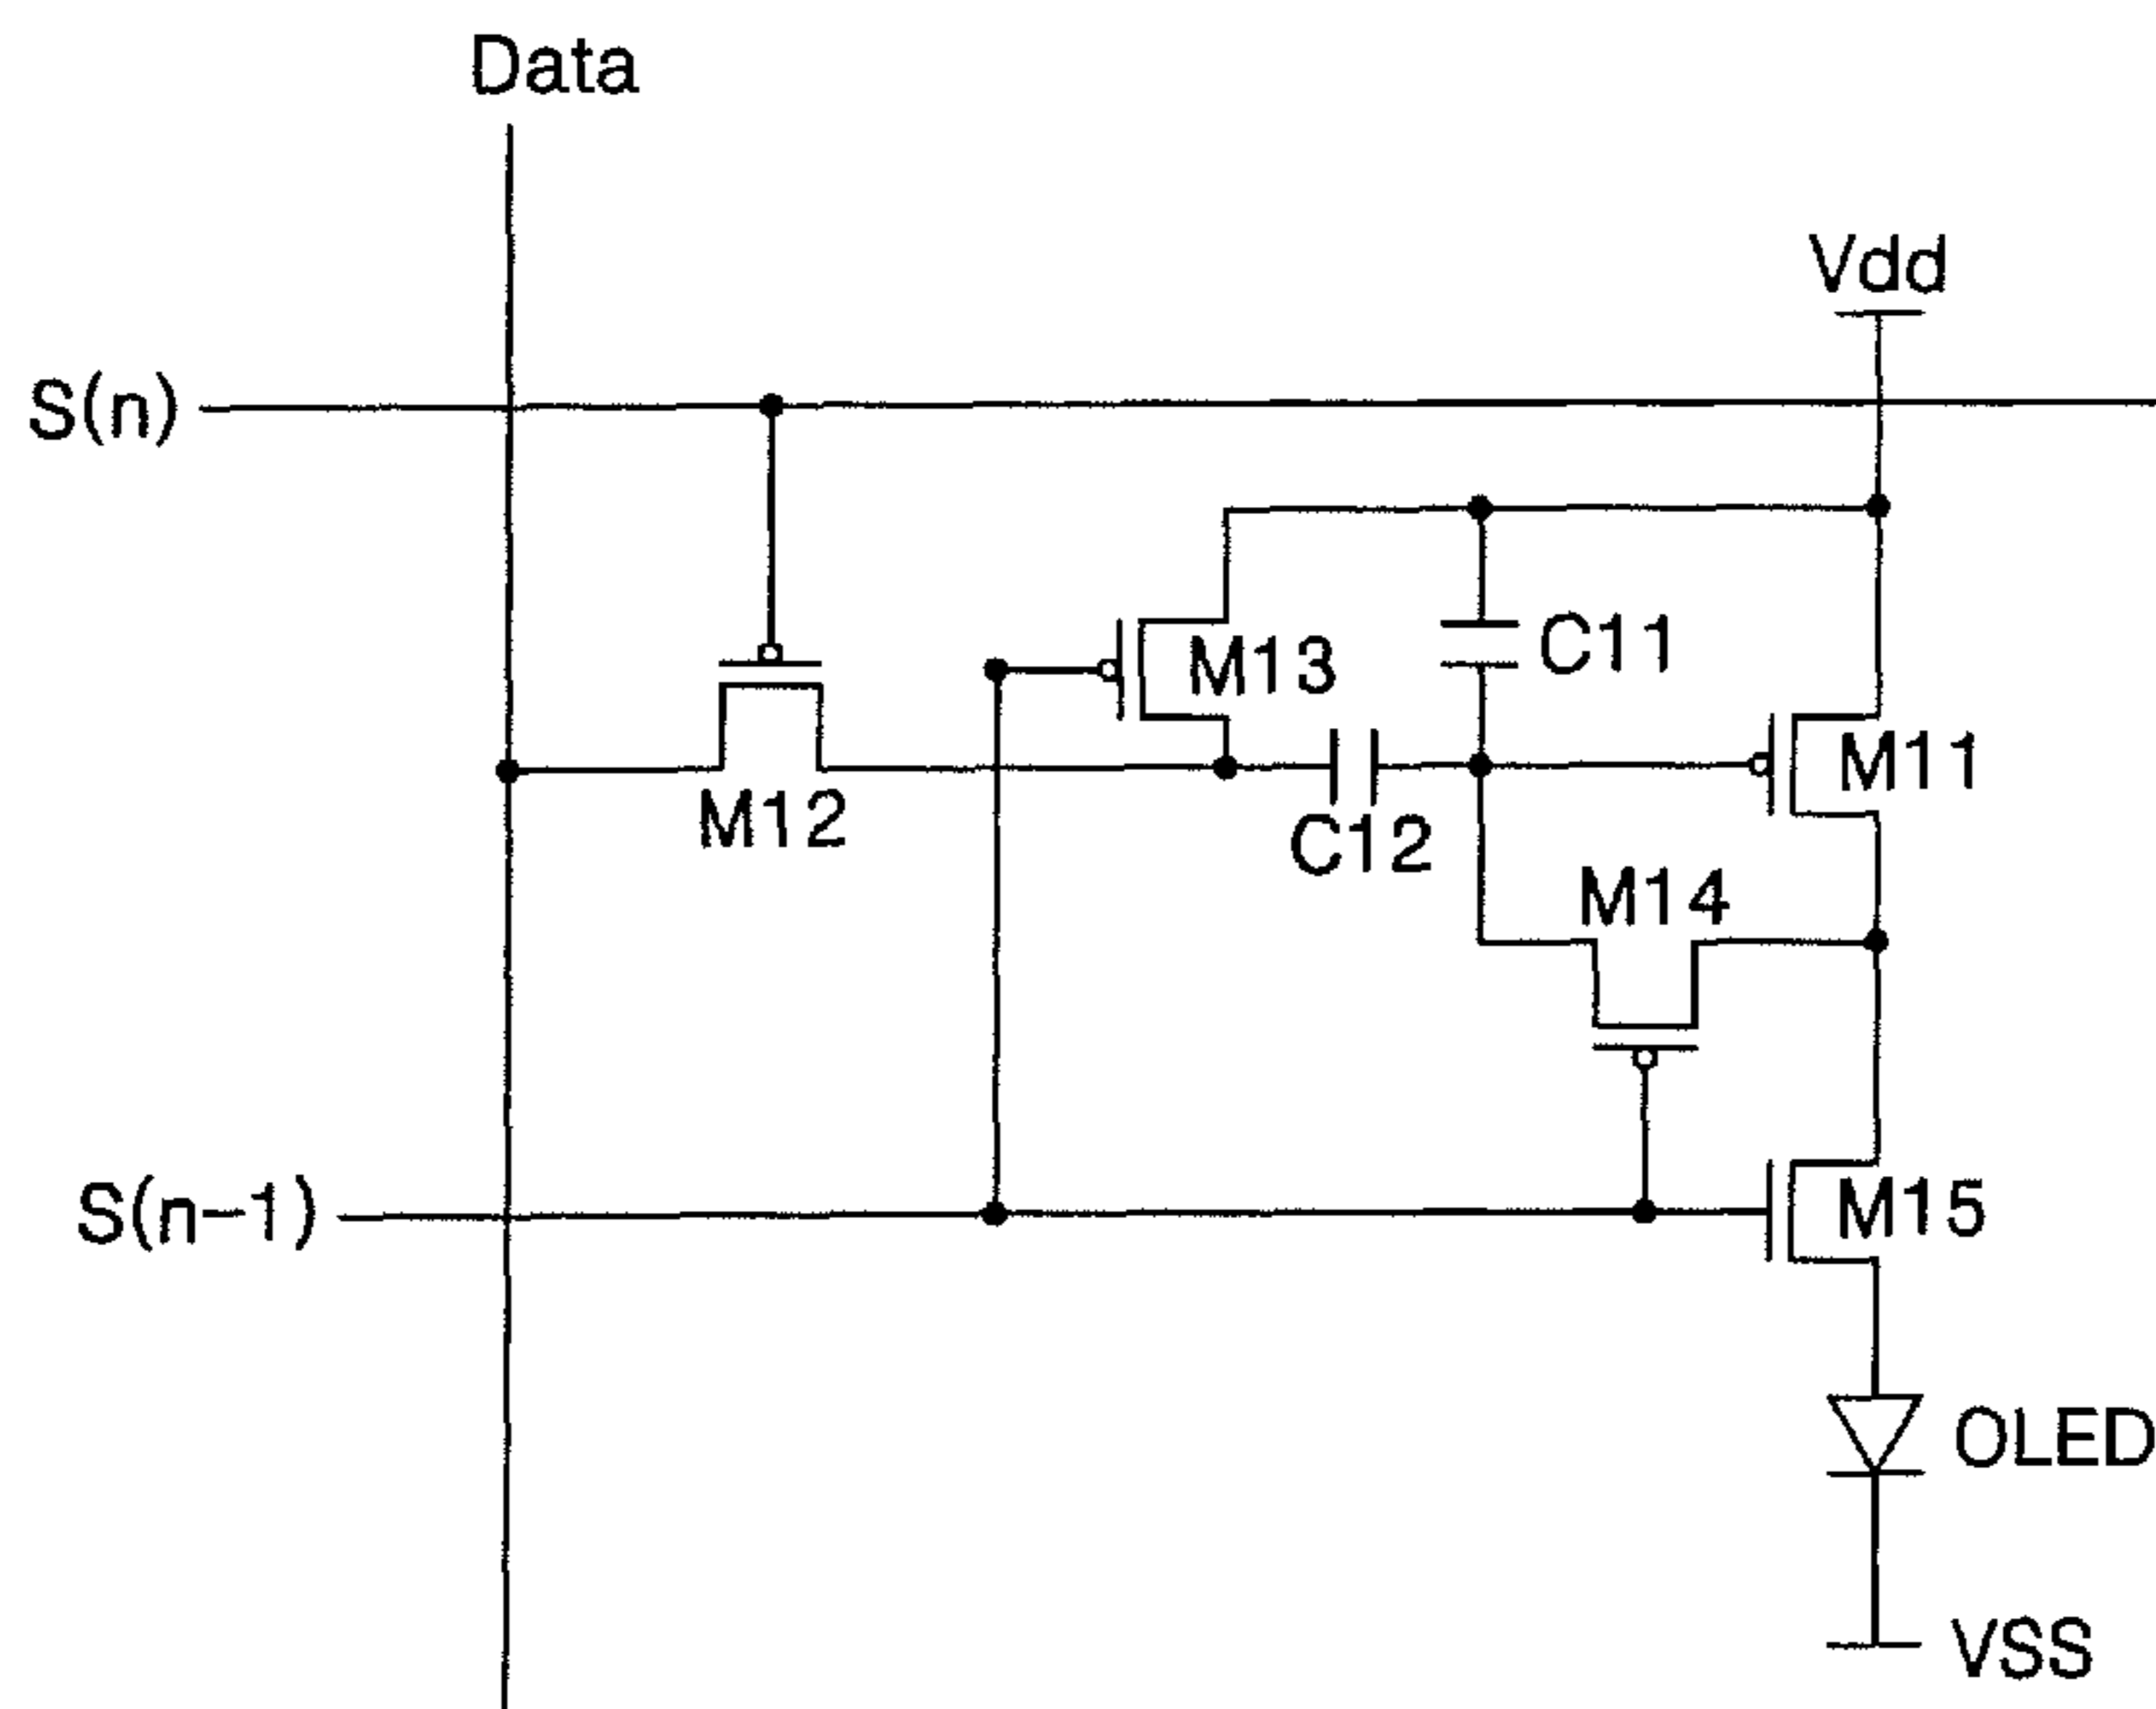 Data
Vdd
S(n)
M13
C11
M11
M12
C12
M14
S(n-1)
M15
OLED
VSS